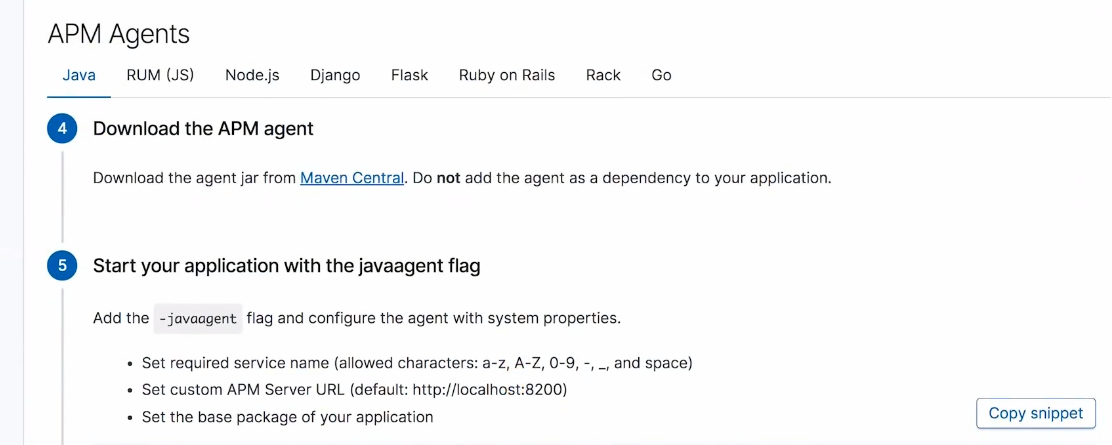 APM Agents
Java RUM (JS) Node.js Django Flask Ruby on Rails Rack Go
4 Download the APM agent
Download the agent jar from Maven Central. Do not add the agent as a dependency to your application.
5 Start your application with the javaagent flag
Add the -javaagent flag and configure the agent with system properties.
• Set required service name (allowed characters: a-z, A-Z, 0-9, -, _, and space)
• Set custom APM Server URL (default: http://localhost:8200)
• Set the base package of your application
Copy snippet